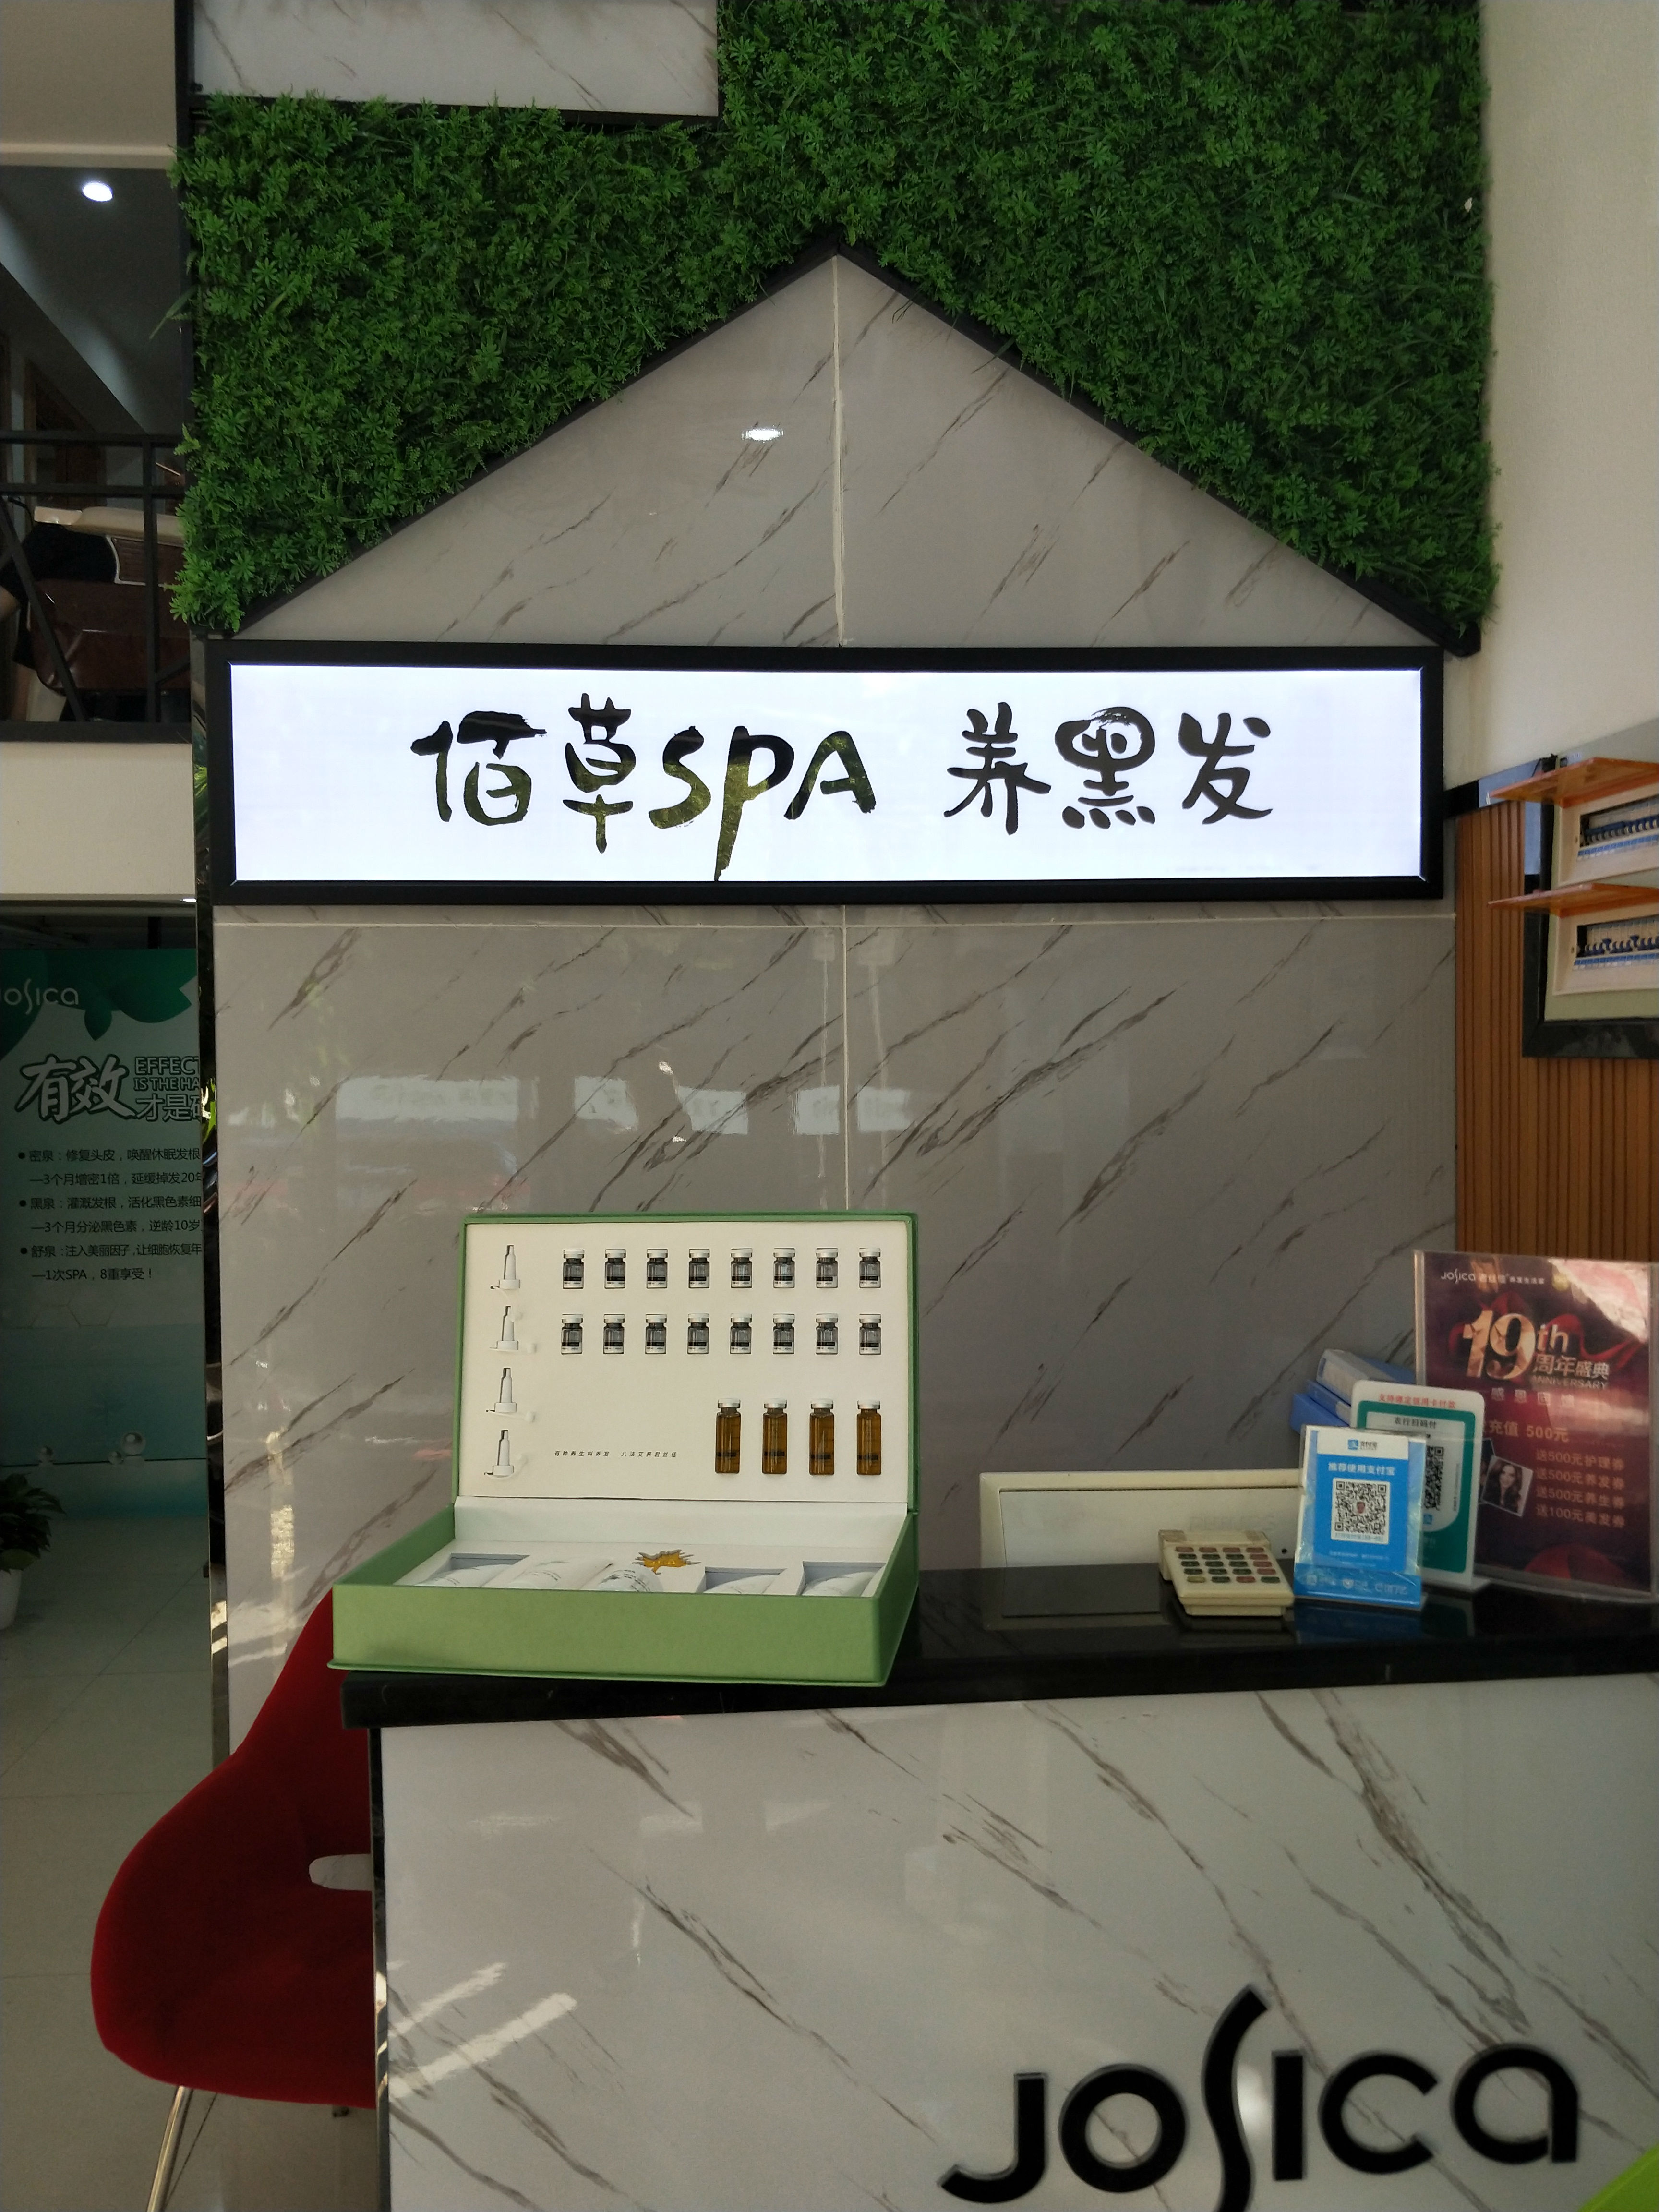 佰草SPA 养黑发
Josica
有效
EFFECT
IS THE HA
才是
●密泉：修复头皮，唤醒休眠发根
—3个月增密1倍，延缓掉发20年
●黑泉：灌溉发根，活化黑色素细
—3个月分泌黑色素，逆龄10岁
●舒泉：注入美丽因子，让细胞恢复年
—1次SPA，8重享受！
Josica
19th
周年盛典
ANNIVERSARY
充值 500元
送500元护理券
送500元养发券
送500元养生券
送100元美发券
支付宝
推荐使用支付宝
Josica